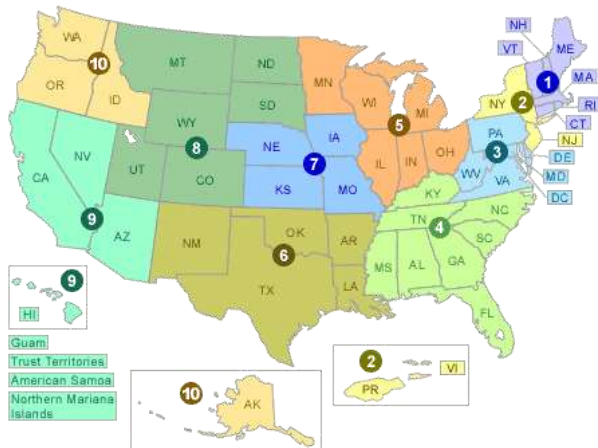 NH
WA
VT
ME
10
MT
ND
1
OR
MN
MA
ID
WI
NY
2
SD
MI
RI
WY
5
CT
PA
NJ
8
IA
3
NV
NE
7
OH
DE
IL
IN
WV
UT
CO
MD
CA
VA
KS
MO
KY
DC
9
TN
NC
4
AZ
OK
AR
SC
NM
6
MS
AL
GA
TX
LA
9
FL
HI
Guam
2
Trust Territories
VI
American Samoa
10
PR
Northern Mariana
Islands
AK